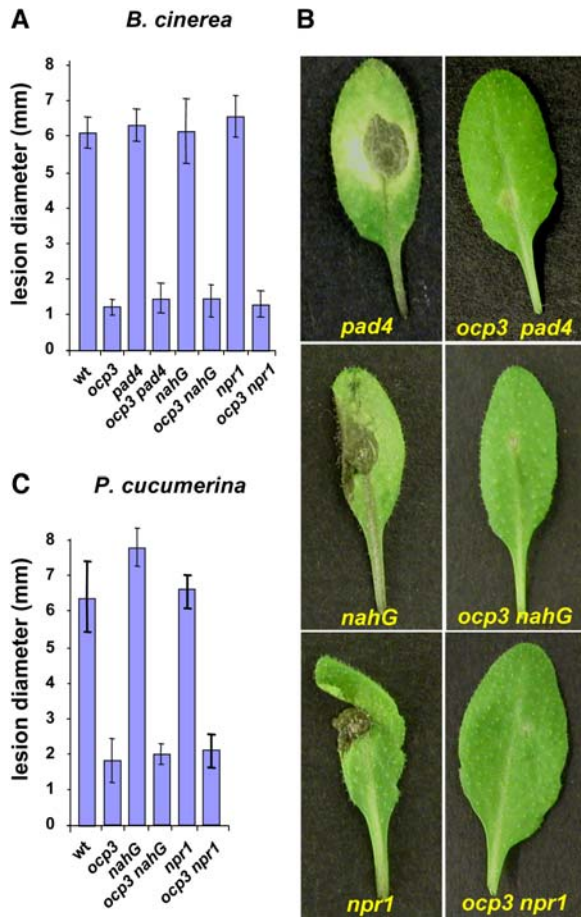 A
B. cinerea
lesion diameter (mm)
8
7
6
5
4
3
2
1
0
wt
ocp3
pad4
ocp3 pad4
nahG
ocp3 nahG
npr1
ocp3 npr1
B
pad4
ocp3 pad4
nahG
ocp3 nahG
npr1
ocp3 npr1
C
P. cucumerina
lesion diameter (mm)
8
7
6
5
4
3
2
1
0
wt
ocp3
nahG
ocp3 nahG
npr1
ocp3 npr1